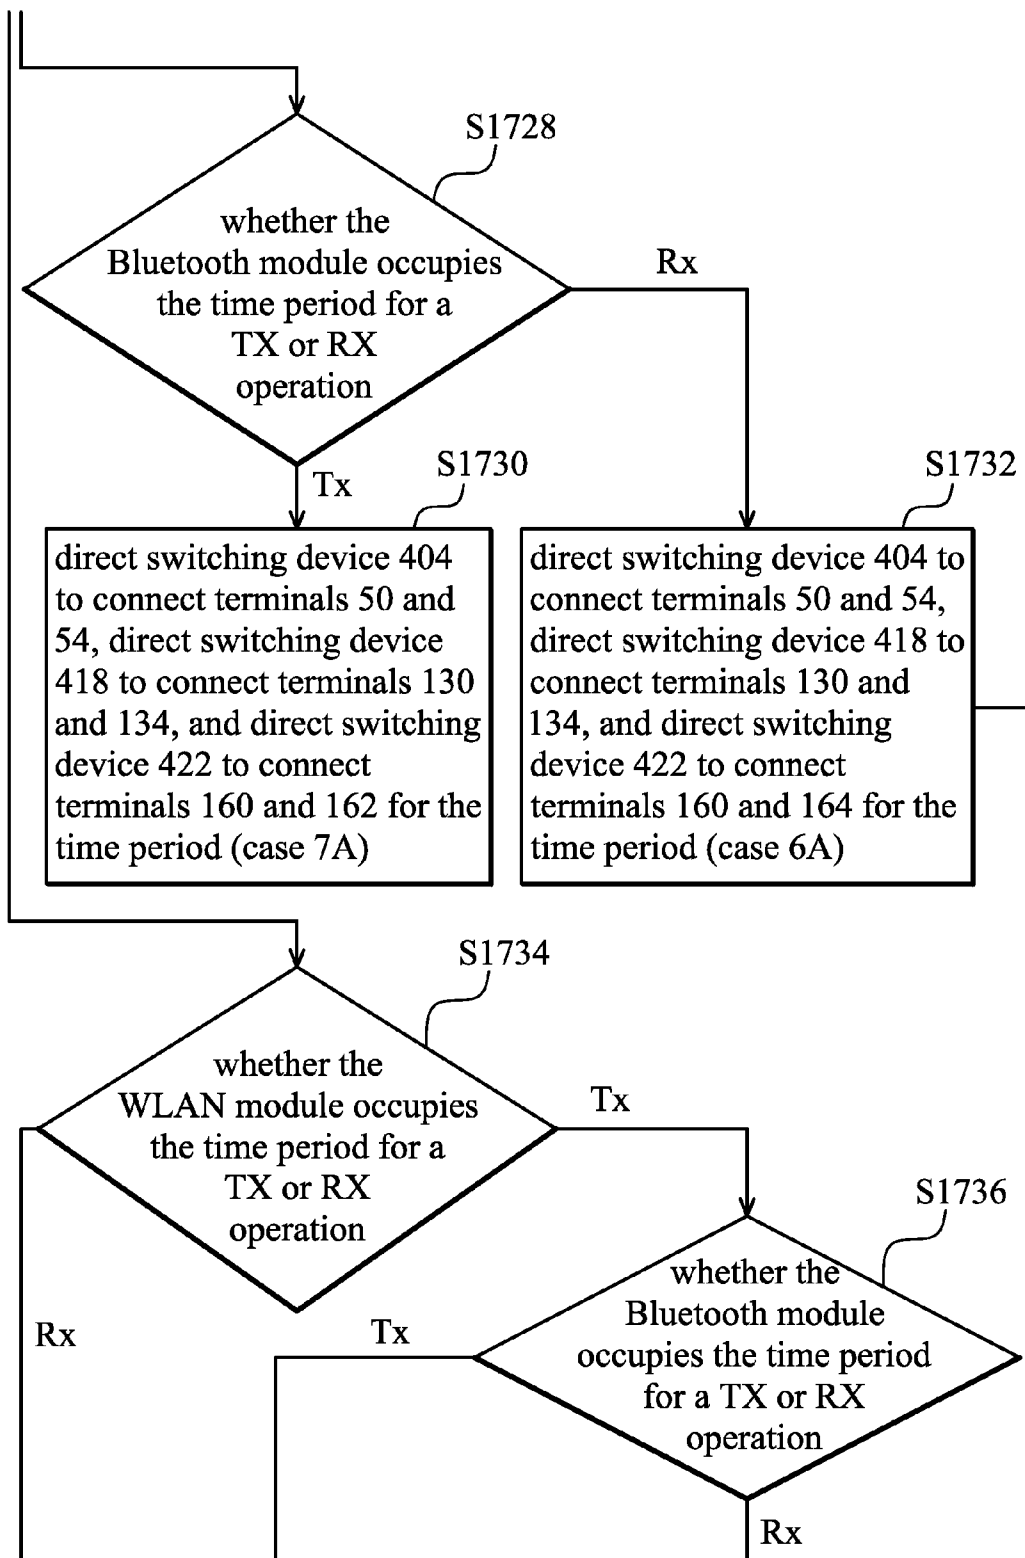 S1728
whether the
Bluetooth module occupies
the time period for a
TX or RX
operation
Rx
Tx
S1730
direct switching device 404
to connect terminals 50 and
54, direct switching device
418 to connect terminals 130
and 134, and direct switching
device 422 to connect
terminals 160 and 162 for the
time period (case 7A)
S1732
direct switching device 404 to
connect terminals 50 and 54,
direct switching device 418 to
connect terminals 130 and
134, and direct switching
device 422 to connect
terminals 160 and 164 for the
time period (case 6A)
S1734
whether the
WLAN module occupies
the time period for a
TX or RX
operation
Tx
Rx
S1736
whether the
Bluetooth module
occupies the time period
for a TX or RX
operation
Tx
Rx